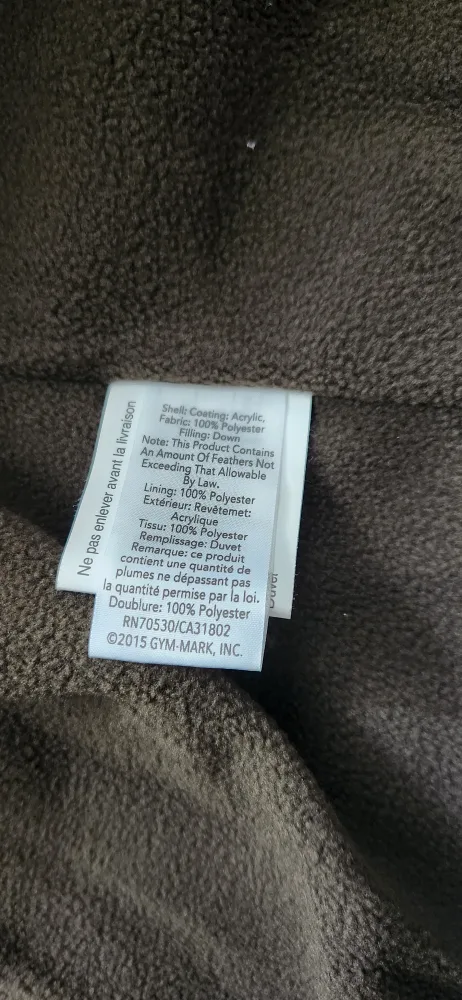 Shell: Coating: Acrylic,
Fabric: 100% Polyester
Filling: Down
Note: This Product Contains
An Amount Of Feathers Not
Exceeding That Allowable
By Law.
Lining: 100% Polyester
Extérieur: Revêtemet:
Acrylique
Tissu: 100% Polyester
Remplissage: Duvet
Remarque: ce produit
contient une quantité de
plumes ne dépassant pas
la quantité permise par la loi.
Doublure: 100% Polyester
RN70530/CA31802
©2015 GYM-MARK, INC.
Ne pas enlever avant la livraison
Duvet